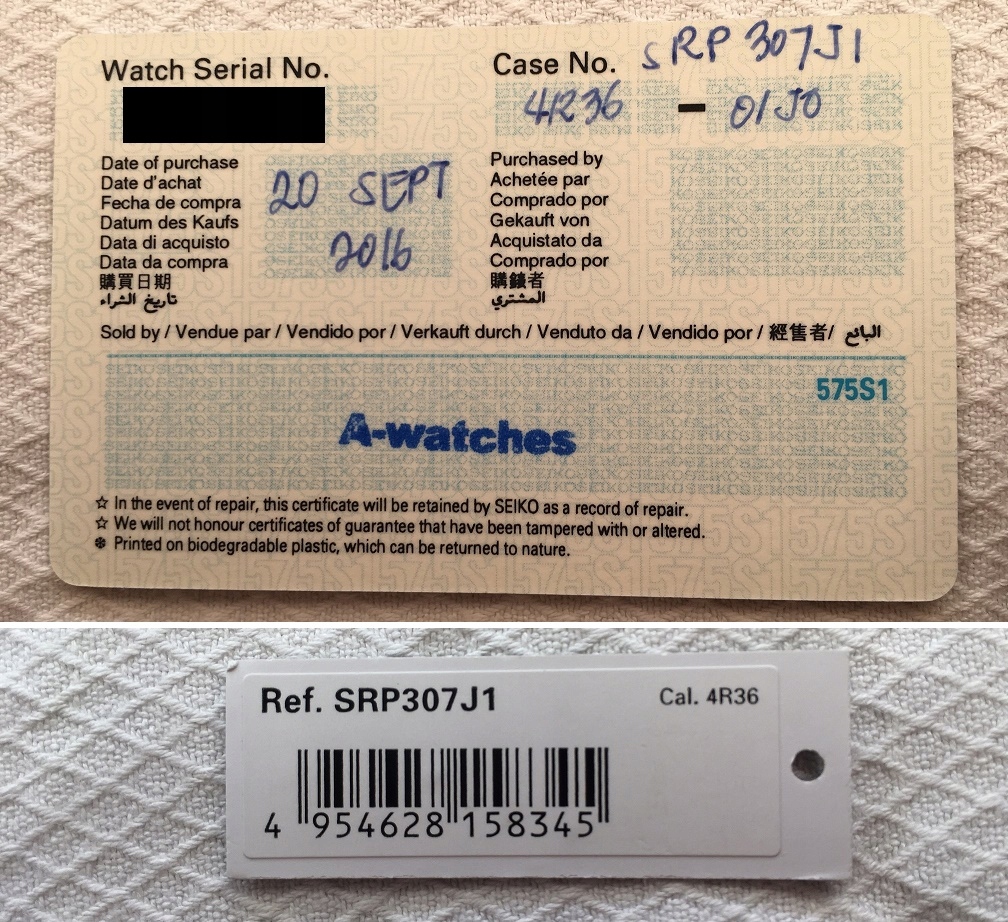 Watch Serial No.
Case No. SRP 307J1
4R36 - 01J0
Date of purchase
Date d'achat
Fecha de compra
Datum des Kaufs
Data di acquisto
Data da compra
購買日期
تاريخ الشراء
20 SEPT
2016
Purchased by
Achetée par
Comprado por
Gekauft von
Acquistato da
Comprado por
購錶者
المشتري
Sold by / Vendue par / Vendido por / Verkauft durch / Venduto da / Vendido por / 經售者/ البائع
575S1
A-watches
☆ In the event of repair, this certificate will be retained by SEIKO as a record of repair.
☆ We will not honour certificates of guarantee that have been tampered with or altered.
❆ Printed on biodegradable plastic, which can be returned to nature.
Ref. SRP307J1
Cal. 4R36
4 954628 158345